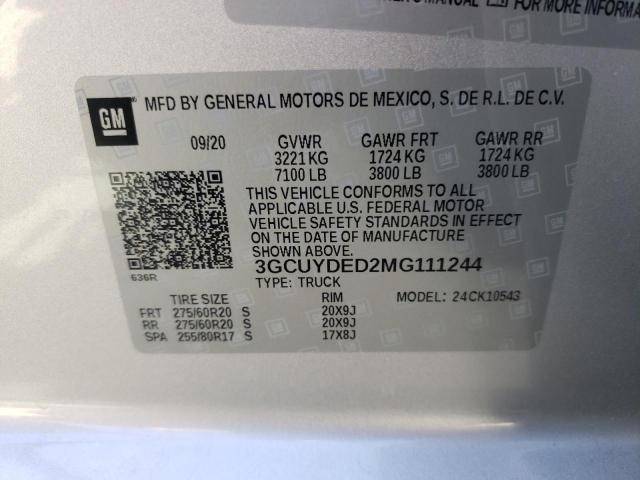 MANUAL FOR MORE INFORMA
GM
MFD BY GENERAL MOTORS DE MEXICO, S. DE R.L. DE C.V.
09/20 GVWR GAWR FRT GAWR RR
3221 KG 1724 KG 1724 KG
7100 LB 3800 LB 3800 LB
THIS VEHICLE CONFORMS TO ALL
APPLICABLE U.S. FEDERAL MOTOR
VEHICLE SAFETY STANDARDS IN EFFECT ON
THE DATE OF MANUFACTURE
SHOWN ABOVE.
3GCUYDED2MG111244
636R
TYPE: TRUCK MODEL: 24CK10543
TIRE SIZE RIM
FRT 275/60R20 S 20X9J
RR 275/60R20 S 20X9J
SPA 255/80R17 S 17X8J